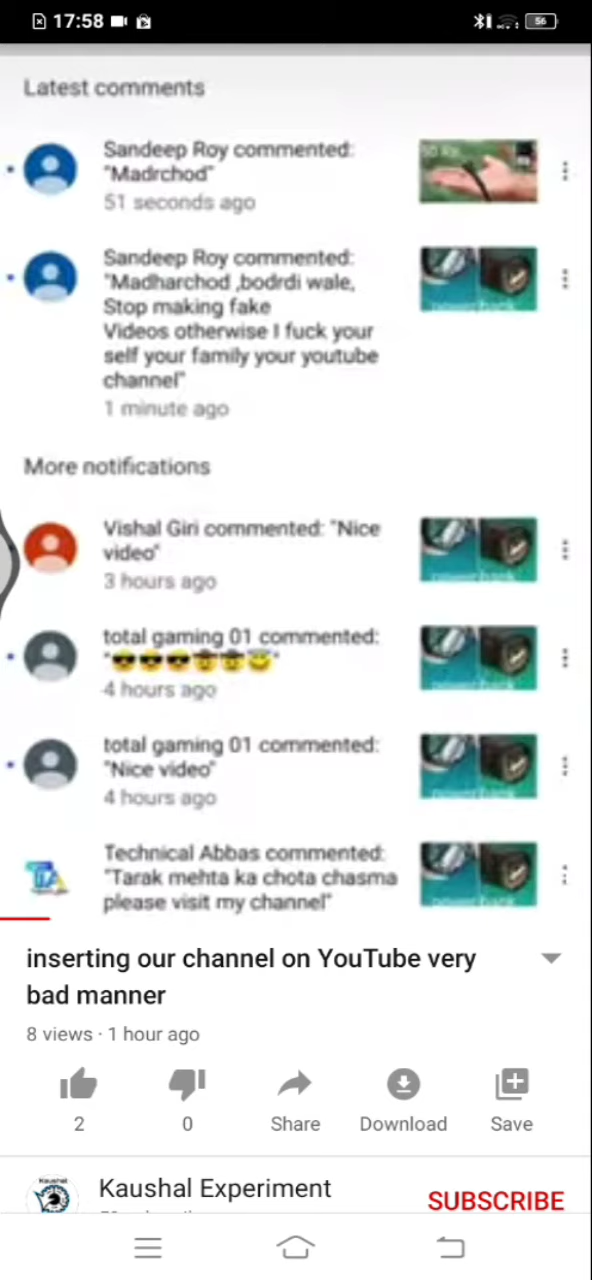 17:58
56
Latest comments
Sandeep Roy commented:
"Madrchod"
51 seconds ago
Sandeep Roy commented:
"Madharchod ,bodrdi wale,
Stop making fake
Videos otherwise I fuck your
self your family your youtube
channel"
1 minute ago
More notifications
Vishal Giri commented: "Nice
video"
3 hours ago
total gaming 01 commented:
"😎😎😎🤠🤠😇"
4 hours ago
total gaming 01 commented:
"Nice video"
4 hours ago
Technical Abbas commented:
"Tarak mehta ka chota chasma
please visit my channel"
inserting our channel on YouTube very
bad manner
8 views · 1 hour ago
2
0
Share
Download
Save
Kaushal Experiment
SUBSCRIBE